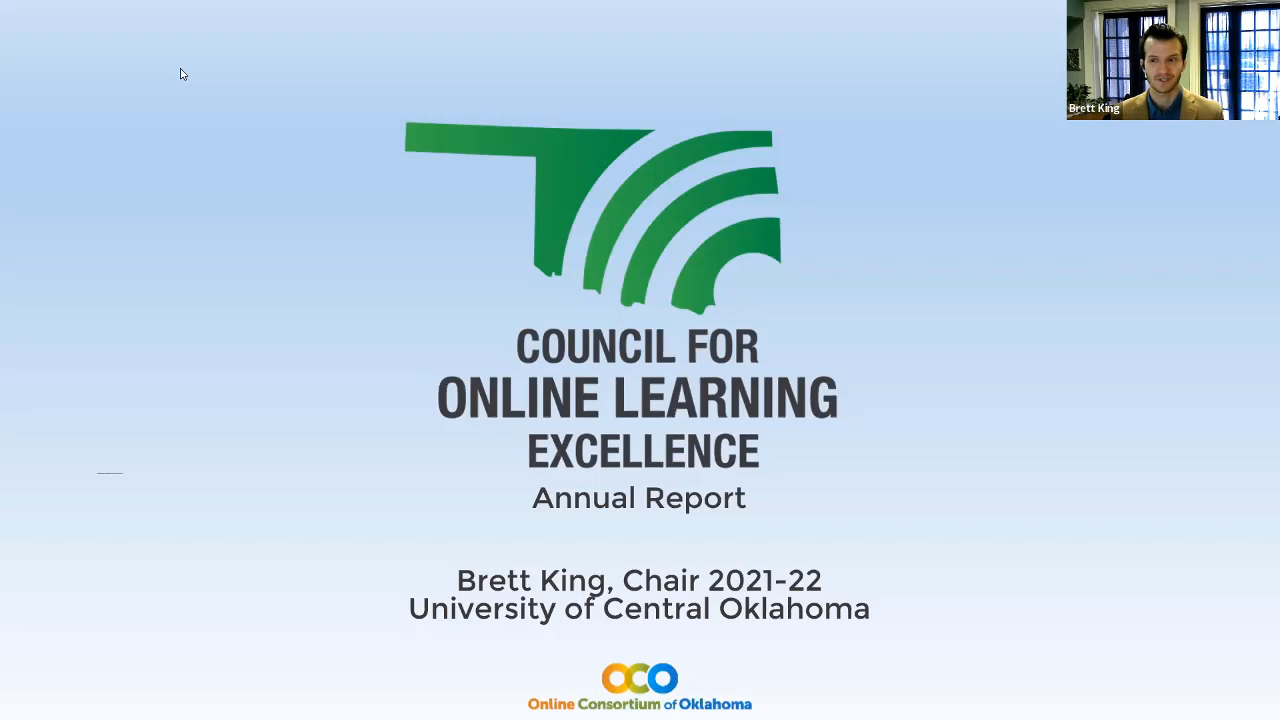 Brett King
COUNCIL FOR
ONLINE LEARNING
EXCELLENCE
Annual Report
Brett King, Chair 2021-22
University of Central Oklahoma
OCO
Online Consortium of Oklahoma